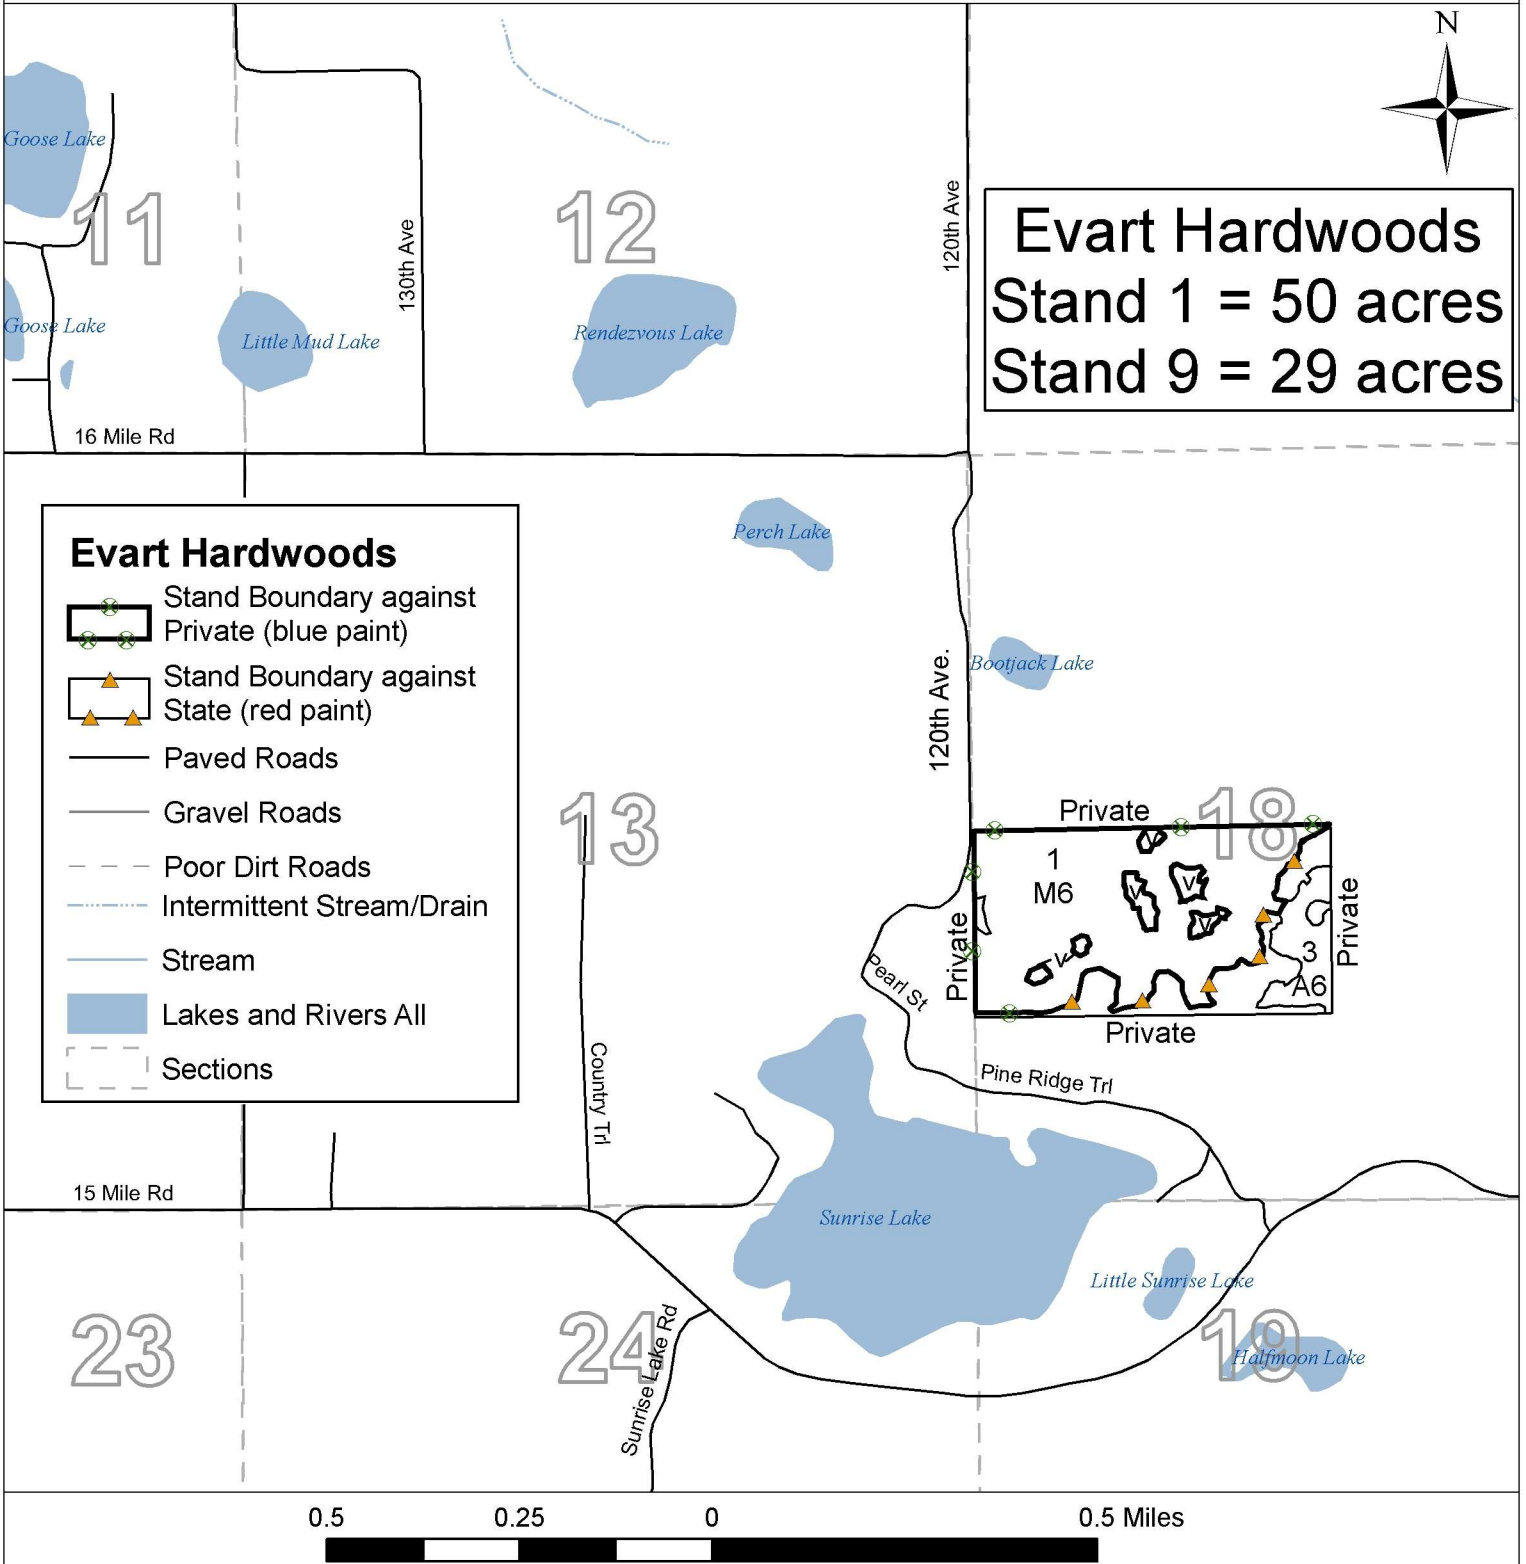 N
Goose Lake
11
12
130th Ave
120th Ave
Evart Hardwoods
Stand 1 = 50 acres
Stand 9 = 29 acres
Goose Lake
Little Mud Lake
Rendezvous Lake
16 Mile Rd
Perch Lake
Evart Hardwoods
Stand Boundary against
Private (blue paint)
Stand Boundary against
State (red paint)
Paved Roads
Gravel Roads
Poor Dirt Roads
Intermittent Stream/Drain
Stream
Lakes and Rivers All
Sections
Bootjack Lake
120th Ave.
13
18
Private
1
M6
V
V
V
V
V
Private
Private
3
A6
Private
Pearl St
Pine Ridge Trl
Country Trl
15 Mile Rd
Sunrise Lake
Little Sunrise Lake
23
24
19
Halfmoon Lake
Sunrise Lake Rd
0.5 0.25 0 0.5 Miles